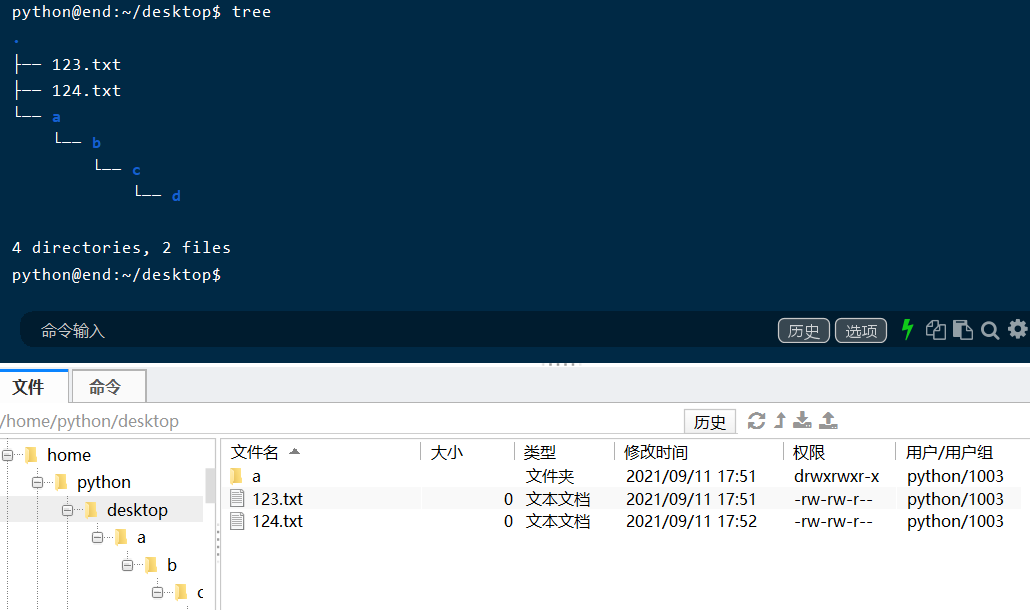 python@end:~/desktop$ tree
.
├── 123.txt
├── 124.txt
└── a
    └── b
        └── c
            └── d
4 directories, 2 files
python@end:~/desktop$
命令输入 历史 选项
文件 命令
/home/python/desktop 历史
home
python
desktop
a
b
c
文件名 大小 类型 修改时间 权限 用户/用户组
a 文件夹 2021/09/11 17:51 drwxrwxr-x python/1003
123.txt 0 文本文档 2021/09/11 17:51 -rw-rw-r-- python/1003
124.txt 0 文本文档 2021/09/11 17:52 -rw-rw-r-- python/1003